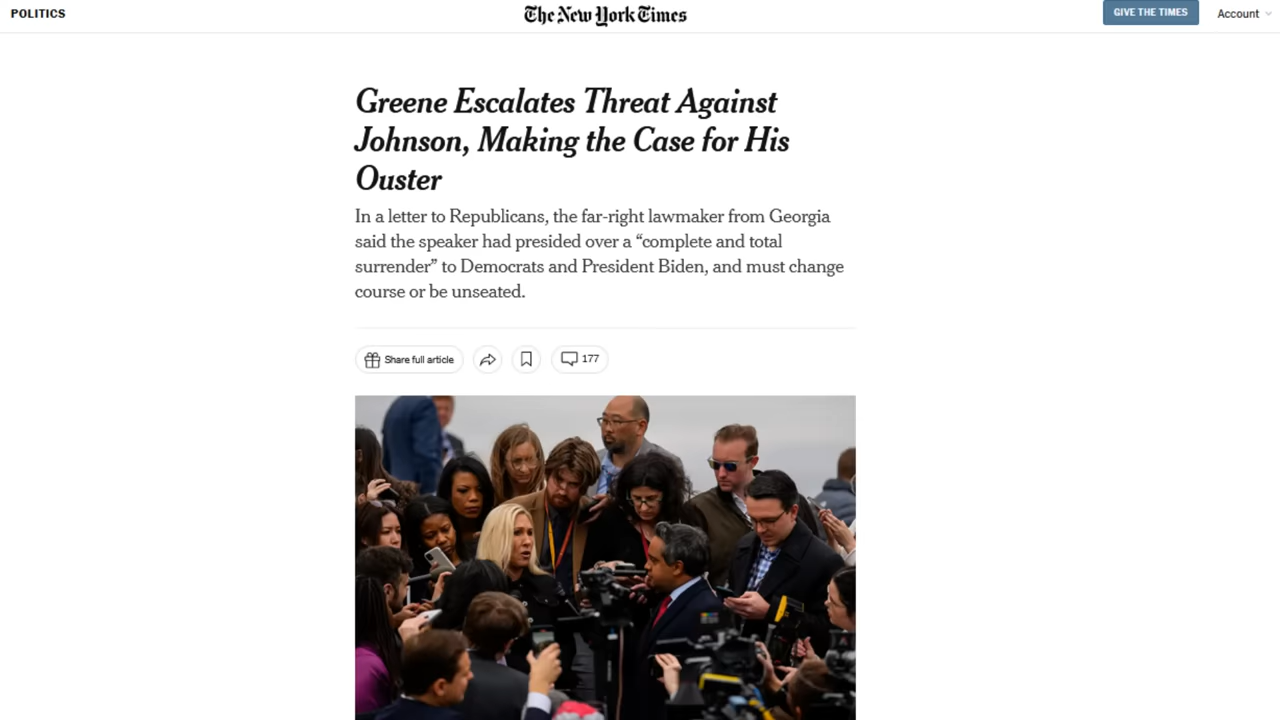 POLITICS
The New York Times
GIVE THE TIMES
Account
Greene Escalates Threat Against
Johnson, Making the Case for His
Ouster
In a letter to Republicans, the far-right lawmaker from Georgia
said the speaker had presided over a “complete and total
surrender” to Democrats and President Biden, and must change
course or be unseated.
Share full article
177